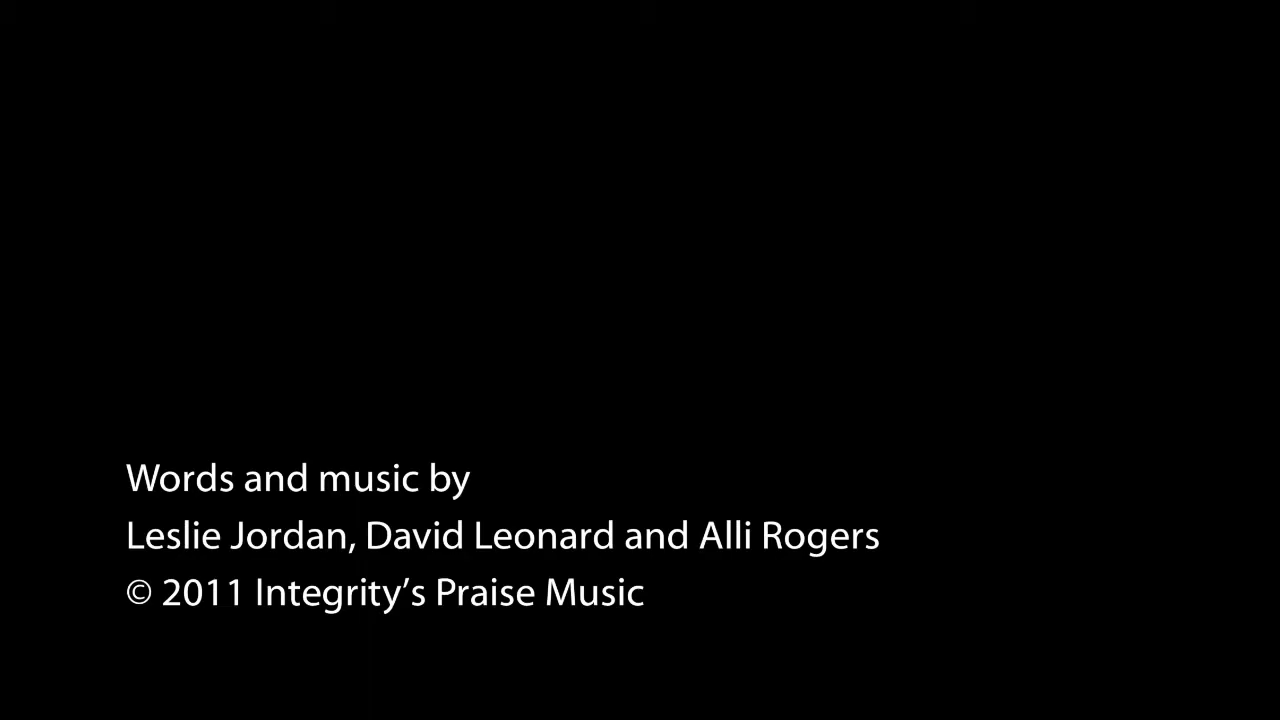 Words and music by
Leslie Jordan, David Leonard and Alli Rogers
© 2011 Integrity’s Praise Music